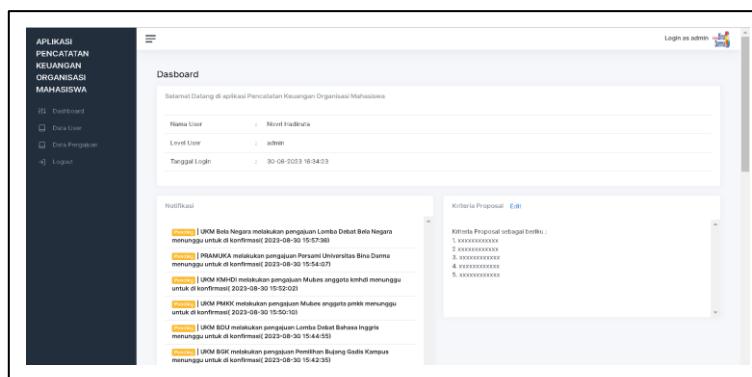 APLIKASI
PENCATATAN
KEUANGAN
ORGANISASI
MAHASISWA
Dashboard
Data User
Data Pengajuan
Logout
Login as admin
Dasboard
Selamat Datang di aplikasi Pencatatan Keuangan Organisasi Mahasiswa
Nama User : Novri Hadinata
Level User : admin
Tanggal Login : 30-08-2023 16:34:23
Notifikasi
Pending | UKM Bela Negara melakukan pengajuan Lomba Debat Bela Negara
menunggu untuk di konfirmasi( 2023-08-30 15:57:38)
Pending | PRAMUKA melakukan pengajuan Persami Universitas Bina Darma
menunggu untuk di konfirmasi( 2023-08-30 15:54:07)
Pending | UKM KMHDI melakukan pengajuan Mubes anggota kmhdi menunggu
untuk di konfirmasi( 2023-08-30 15:52:02)
Pending | UKM PMKK melakukan pengajuan Mubes anggota pmkk menunggu
untuk di konfirmasi( 2023-08-30 15:50:10)
Pending | UKM BDU melakukan pengajuan Lomba Debat Bahasa Inggris
menunggu untuk di konfirmasi( 2023-08-30 15:44:55)
Pending | UKM BGK melakukan pengajuan Pemilihan Bujang Gadis Kampus
menunggu untuk di konfirmasi( 2023-08-30 15:42:35)
Kriteria Proposal Edit
Kriteria Proposal sebagai beriku :
1. xxxxxxxxxxxx
2. xxxxxxxxxxxx
3. xxxxxxxxxxxx
4. xxxxxxxxxxxx
5. xxxxxxxxxxxx